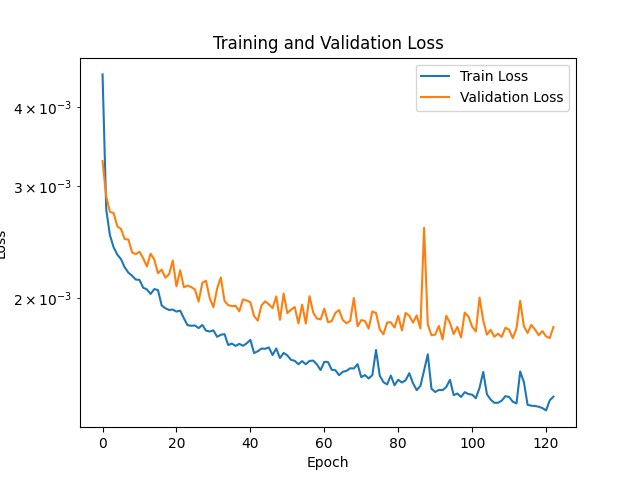 Training and Validation Loss
Train Loss
Validation Loss
4 × 10⁻³
3 × 10⁻³
2 × 10⁻³
Loss
0 20 40 60 80 100 120
Epoch